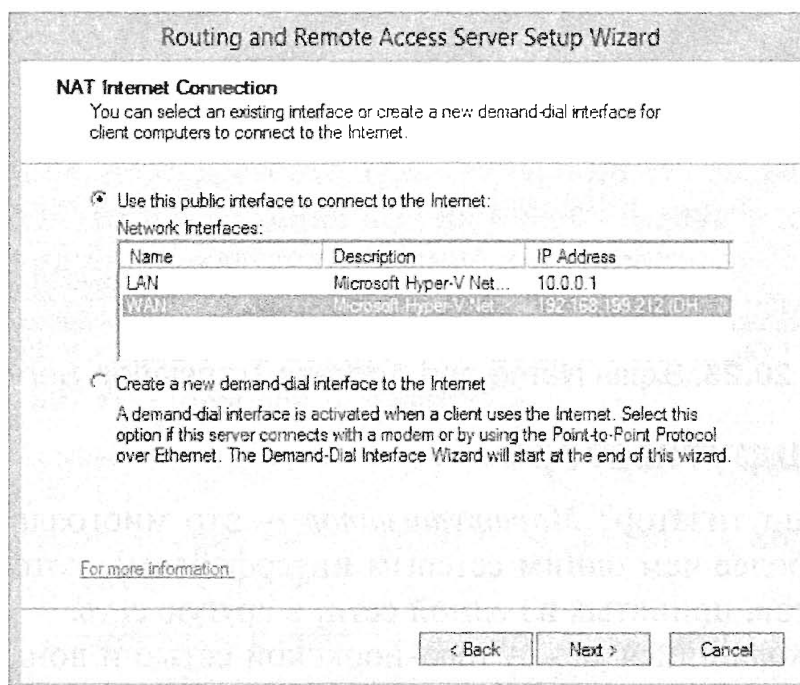 Routing and Remote Access Server Setup Wizard
NAT Internet Connection
You can select an existing interface or create a new demand-dial interface for
client computers to connect to the Internet.
Use this public interface to connect to the Internet:
Network Interfaces:
Name Description IP Address
LAN Microsoft Hyper-V Net... 10.0.0.1
WAN Microsoft Hyper-V Net... 192.168.199.212 (DH...
Create a new demand-dial interface to the Internet
A demand-dial interface is activated when a client uses the Internet. Select this
option if this server connects with a modem or by using the Point-to-Point Protocol
over Ethernet. The Demand-Dial Interface Wizard will start at the end of this wizard.
For more information
< Back Next > Cancel